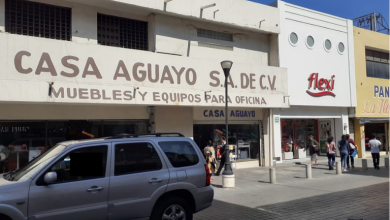 CASA AGUAYO S.A. DE C.V.
MUEBLES Y EQUIPOS PARA OFICINA
CASA AGUAYO
flexi
PAN